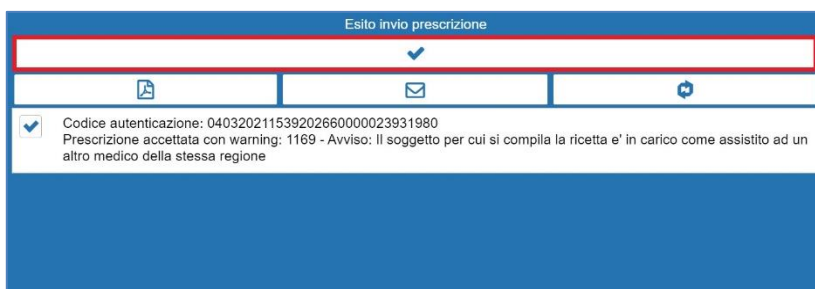 Esito invio prescrizione
Codice autenticazione: 040320211539202660000023931980
Prescrizione accettata con warning: 1169 - Avviso: Il soggetto per cui si compila la ricetta e' in carico come assistito ad un
altro medico della stessa regione